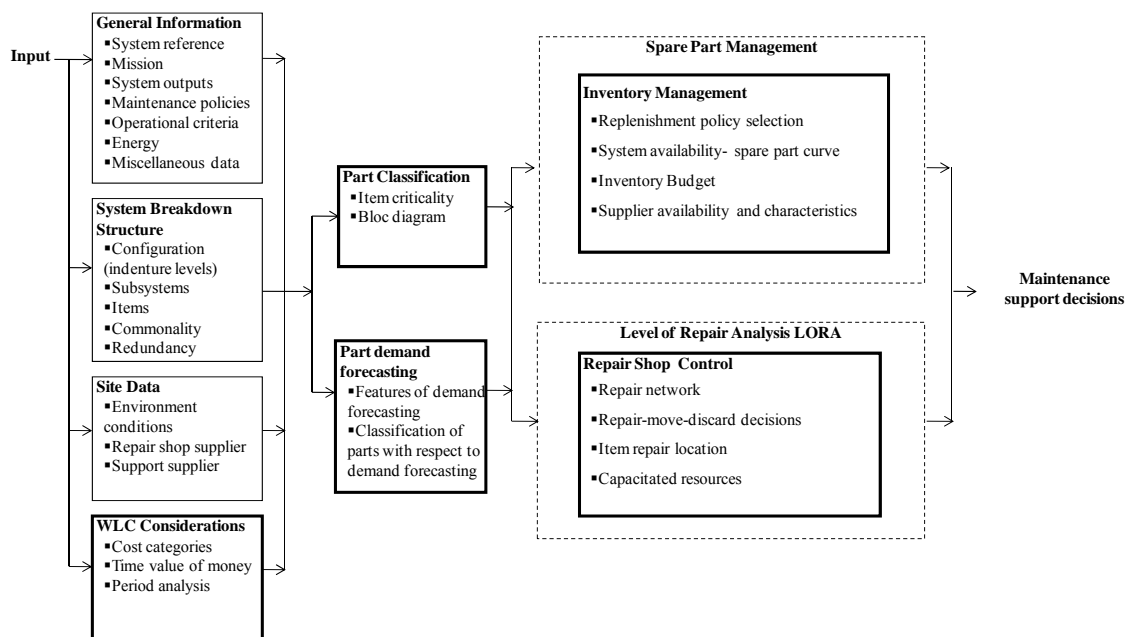 Input
General Information
▪System reference
▪Mission
▪System outputs
▪Maintenance policies
▪Operational criteria
▪Energy
▪Miscellaneous data
System Breakdown
Structure
▪Configuration
(indenture levels)
▪Subsystems
▪Items
▪Commonality
▪Redundancy
Site Data
▪Environment
conditions
▪Repair shop supplier
▪Support supplier
WLC Considerations
▪Cost categories
▪Time value of money
▪Period analysis
Part Classification
▪Item criticality
▪Bloc diagram
Part demand
forecasting
▪Features of demand
forecasting
▪Classification of
parts with respect to
demand forecasting
Spare Part Management
Inventory Management
▪Replenishment policy selection
▪System availability- spare part curve
▪Inventory Budget
▪Supplier availability and characteristics
Level of Repair Analysis LORA
Repair Shop Control
▪Repair network
▪Repair-move-discard decisions
▪Item repair location
▪Capacitated resources
Maintenance
support decisions